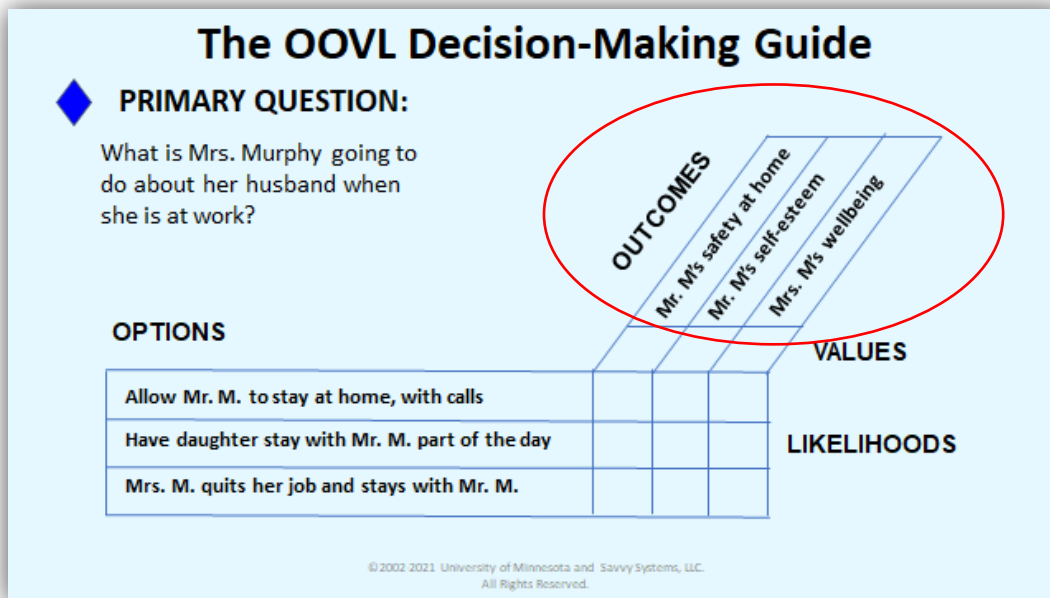 The OOVL Decision-Making Guide
PRIMARY QUESTION:
What is Mrs. Murphy going to
do about her husband when
she is at work?
OUTCOMES
Mr. M's safety at home
Mr. M's self-esteem
Mrs. M's wellbeing
OPTIONS
VALUES
Allow Mr. M. to stay at home, with calls
Have daughter stay with Mr. M. part of the day
LIKELIHOODS
Mrs. M. quits her job and stays with Mr. M.
©2002 2021 University of Minnesota and Savvy Systems, LLC.
All Rights Reserved.